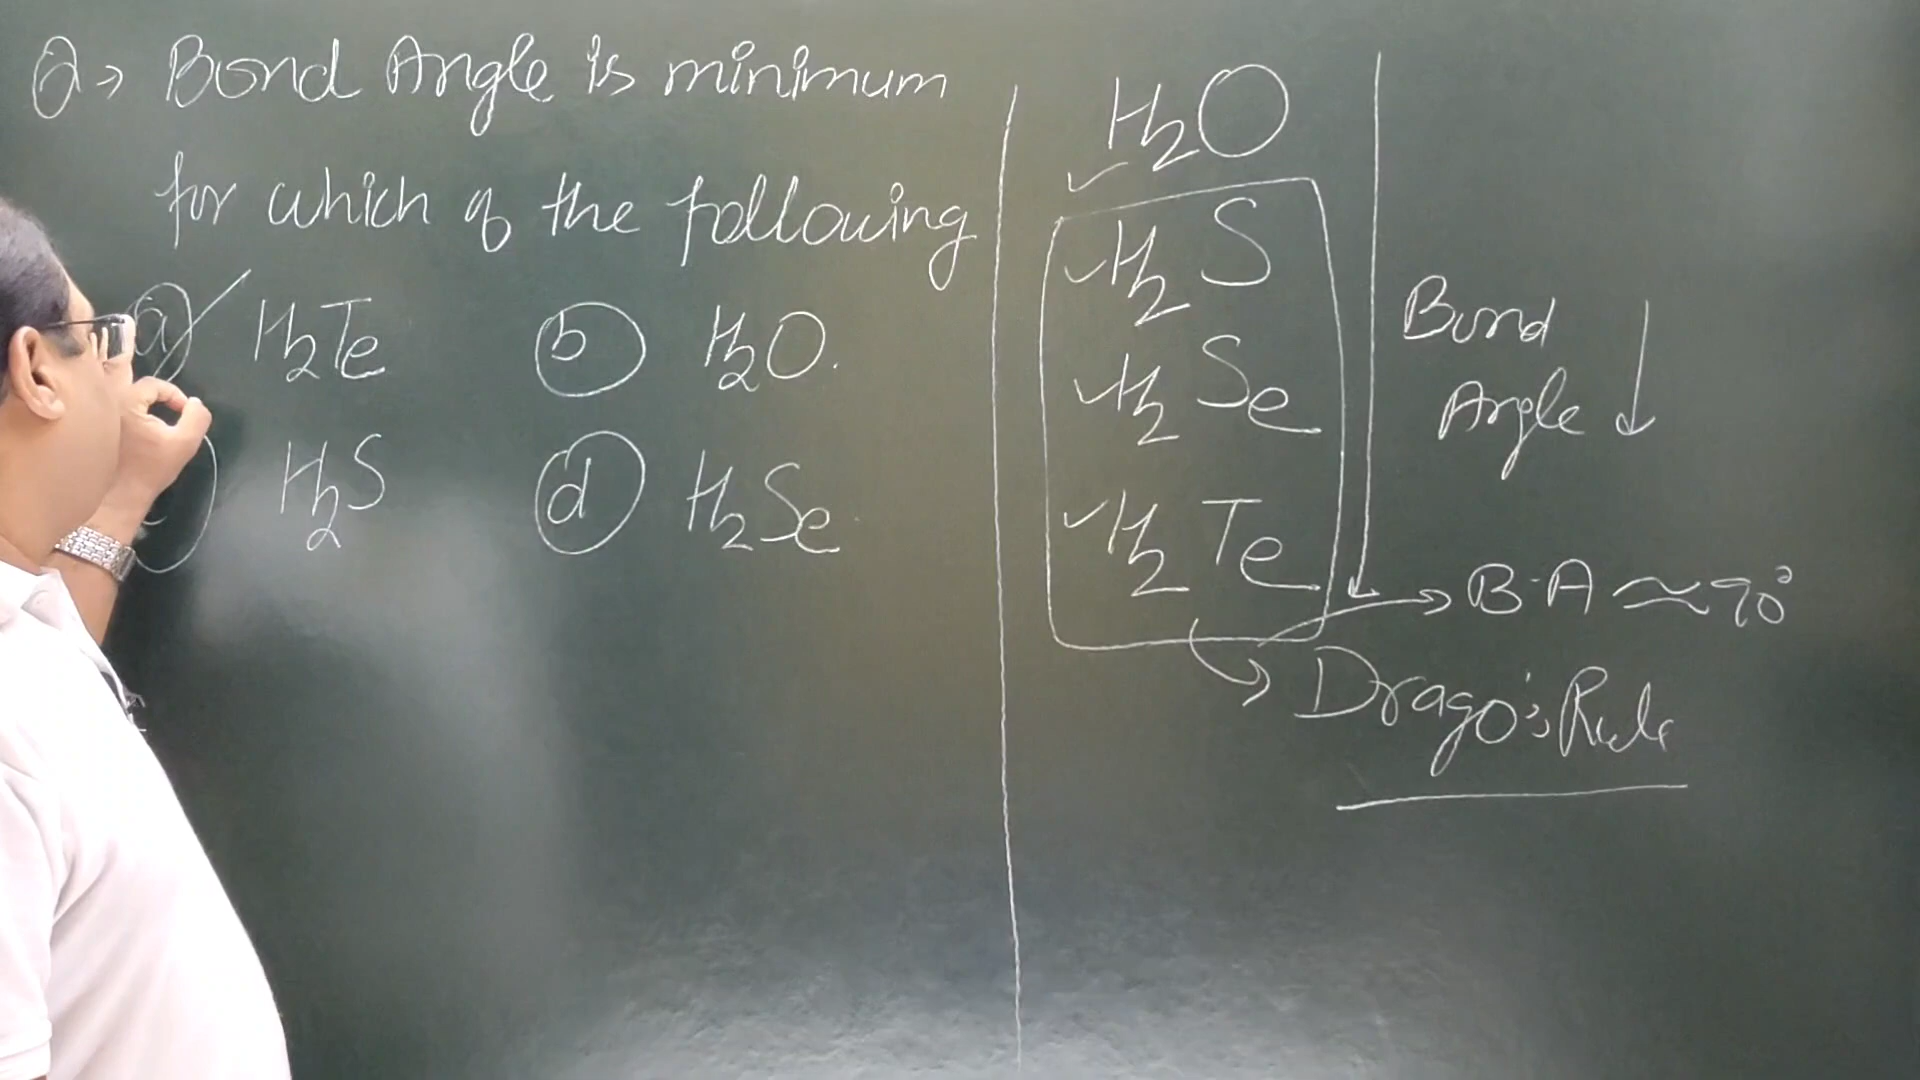 Q→ Bond Angle is minimum
for which of the following
(a) H₂Te (b) H₂O.
(c) H₂S (d) H₂Se
H₂O
✓H₂S
✓H₂Se
✓H₂Te
Bond
Angle ↓
→ B.A ≈ 90°
→ Drago's Rule